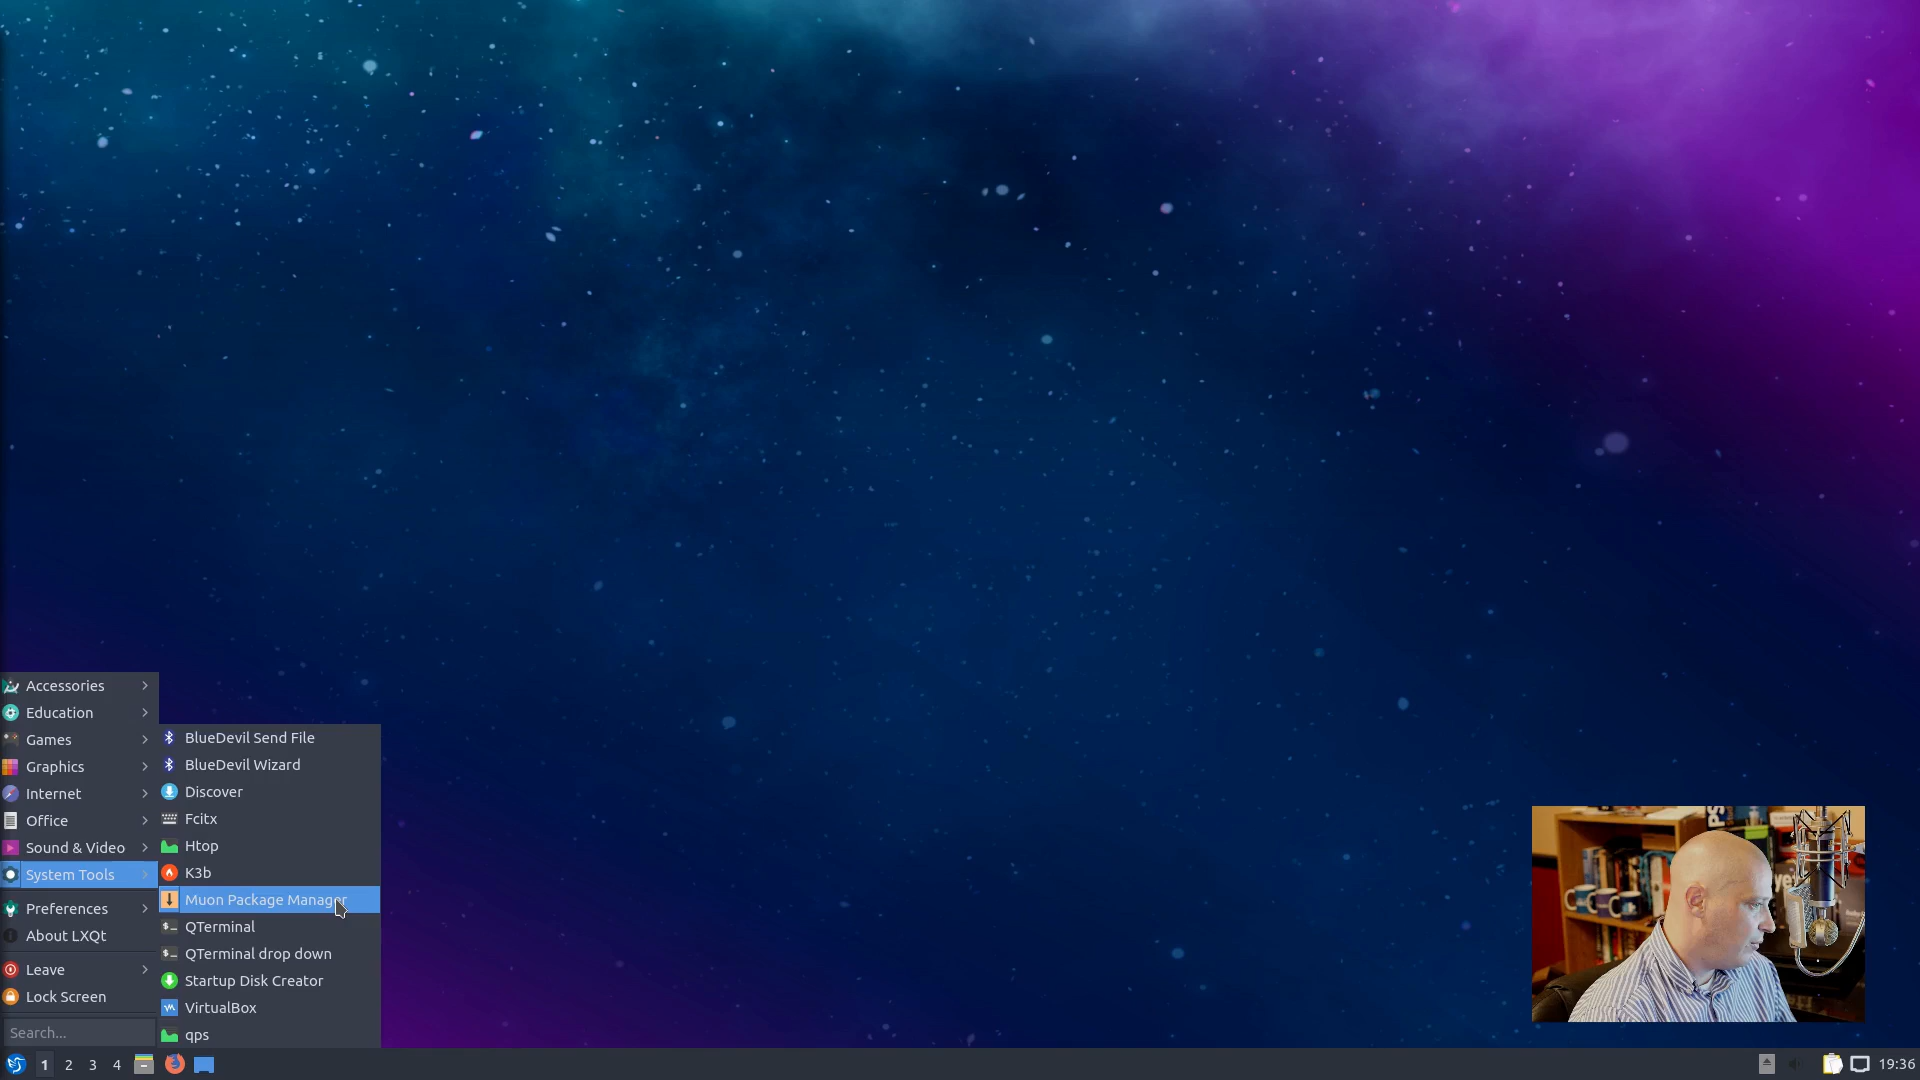 Accessories
Education
Games
Graphics
Internet
Office
Sound & Video
System Tools
Preferences
About LXQt
Leave
Lock Screen
Search...
BlueDevil Send File
BlueDevil Wizard
Discover
Fcitx
Htop
K3b
Muon Package Manager
QTerminal
QTerminal drop down
Startup Disk Creator
VirtualBox
qps
1 2 3 4
19:36